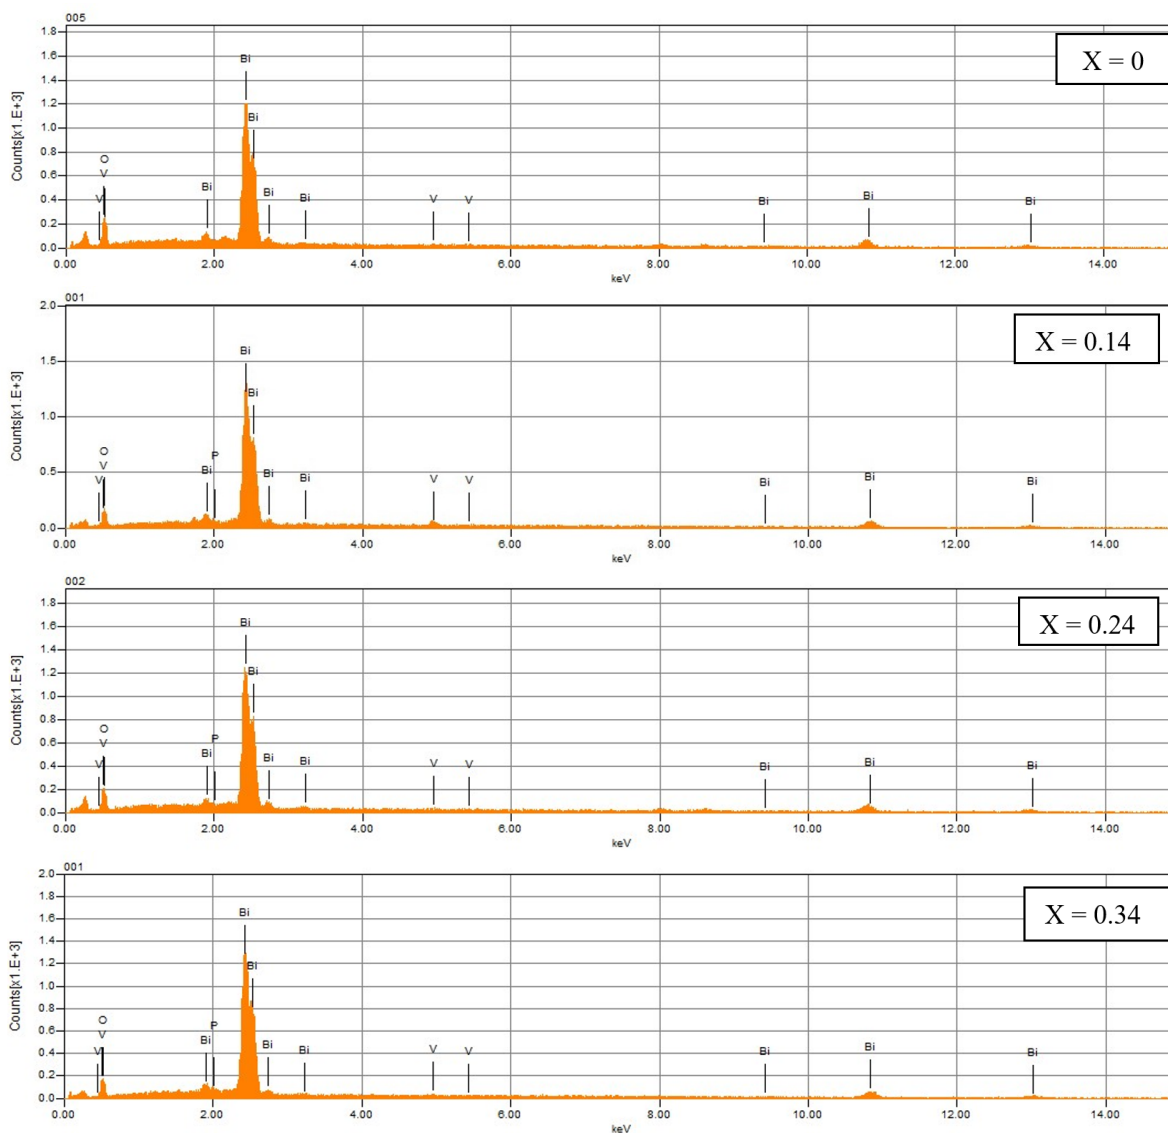 005
X = 0
Counts[x1.E+3]
1.8
1.6
1.4
1.2
1.0
0.8
0.6
0.4
0.2
0.0
Bi
Bi
O
V
V
Bi
Bi
Bi
V
V
Bi
Bi
Bi
0.00 2.00 4.00 6.00 8.00 10.00 12.00 14.00
keV
001
X = 0.14
Counts[x1.E+3]
2.0
1.5
1.0
0.5
0.0
Bi
Bi
O
V
V
P
Bi
Bi
Bi
V
V
Bi
Bi
Bi
0.00 2.00 4.00 6.00 8.00 10.00 12.00 14.00
keV
002
X = 0.24
Counts[x1.E+3]
1.8
1.6
1.4
1.2
1.0
0.8
0.6
0.4
0.2
0.0
Bi
Bi
O
V
V
P
Bi
Bi
Bi
V
V
Bi
Bi
Bi
0.00 2.00 4.00 6.00 8.00 10.00 12.00 14.00
keV
001
X = 0.34
Counts[x1.E+3]
2.0
1.8
1.6
1.4
1.2
1.0
0.8
0.6
0.4
0.2
0.0
Bi
Bi
O
V
V
P
Bi
Bi
Bi
V
V
Bi
Bi
Bi
0.00 2.00 4.00 6.00 8.00 10.00 12.00 14.00
keV